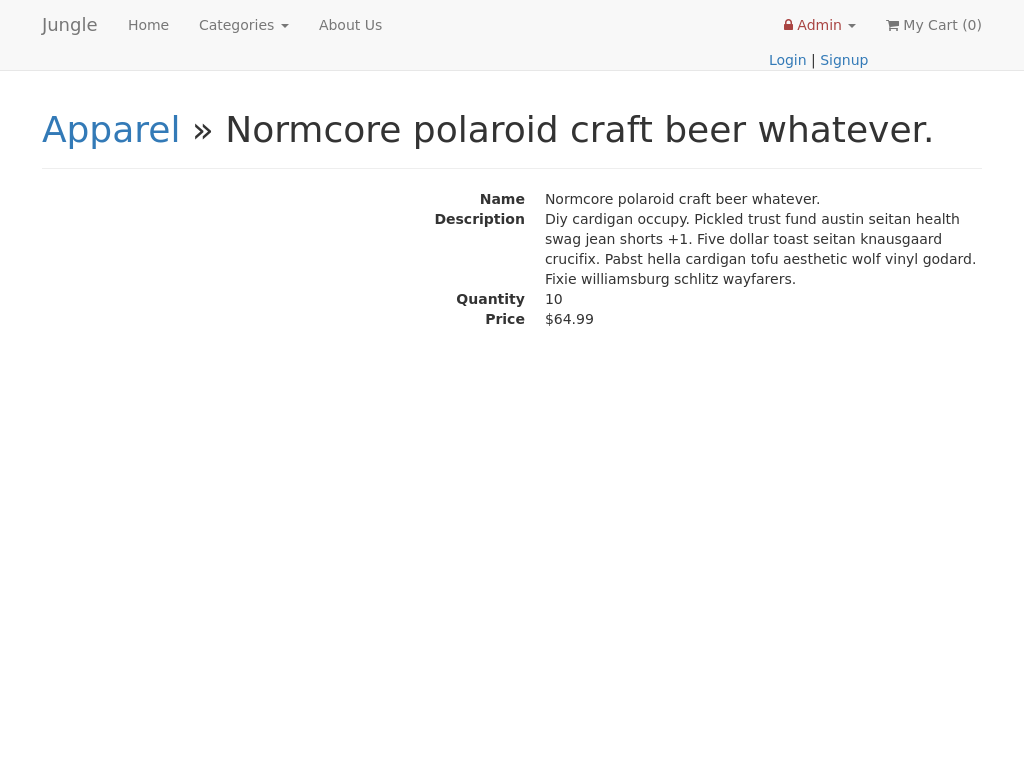 Jungle Home Categories About Us Admin My Cart (0)
Login | Signup
Apparel » Normcore polaroid craft beer whatever.
Name Normcore polaroid craft beer whatever.
Description Diy cardigan occupy. Pickled trust fund austin seitan health
swag jean shorts +1. Five dollar toast seitan knausgaard
crucifix. Pabst hella cardigan tofu aesthetic wolf vinyl godard.
Fixie williamsburg schlitz wayfarers.
Quantity 10
Price $64.99